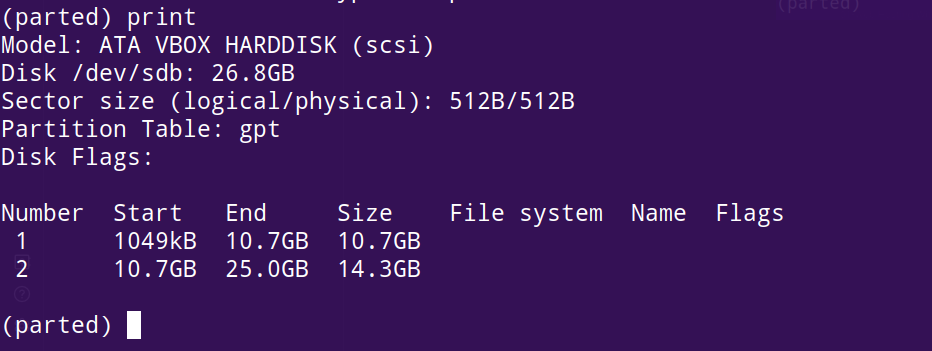 (parted) print
Model: ATA VBOX HARDDISK (scsi)
Disk /dev/sdb: 26.8GB
Sector size (logical/physical): 512B/512B
Partition Table: gpt
Disk Flags:
Number  Start   End     Size    File system  Name  Flags
 1      1049kB  10.7GB  10.7GB
 2      10.7GB  25.0GB  14.3GB
(parted)